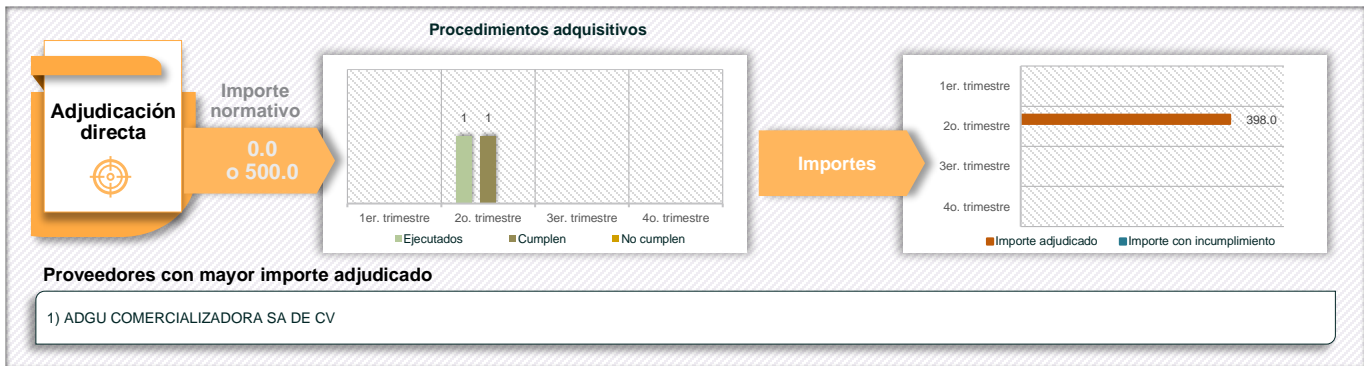 Procedimientos adquisitivos
Adjudicación
directa
Importe
normativo
0.0
o 500.0
1
1
1er. trimestre
2o. trimestre
3er. trimestre
4o. trimestre
Ejecutados
Cumplen
No cumplen
Importes
1er. trimestre
2o. trimestre
3er. trimestre
4o. trimestre
398.0
Importe adjudicado
Importe con incumplimiento
Proveedores con mayor importe adjudicado
1) ADGU COMERCIALIZADORA SA DE CV